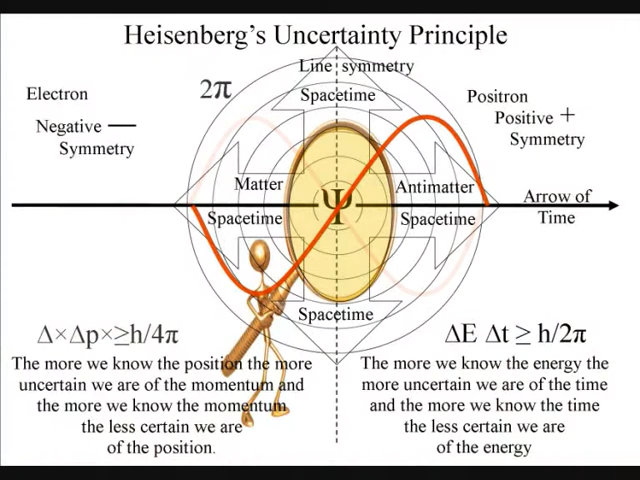 Heisenberg's Uncertainty Principle
Line symmetry
Electron
2π
Spacetime
Positron
Negative —
Positive +
Symmetry
Symmetry
Matter
Antimatter
Ψ
Arrow of
Time
Spacetime
Spacetime
Spacetime
Δ×Δp×≥h/4π
ΔE Δt ≥ h/2π
The more we know the position the more
uncertain we are of the momentum and
the more we know the momentum
the less certain we are
of the position.
The more we know the energy the
more uncertain we are of the time
and the more we know the time
the less certain we are
of the energy